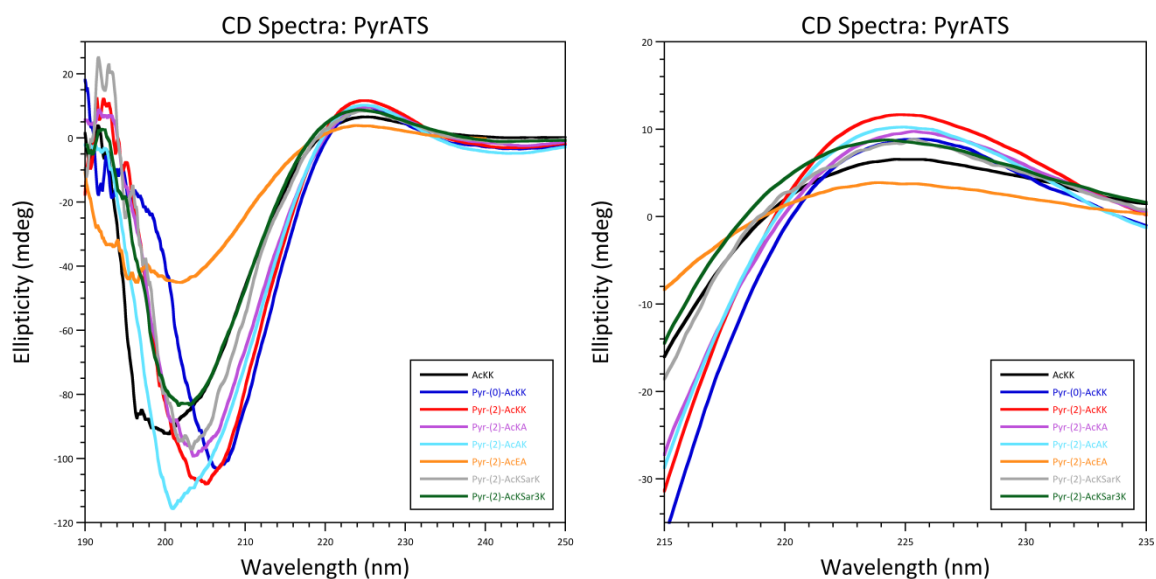 CD Spectra: PyrATS
Ellipticity (mdeg)
20
0
-20
-40
-60
-80
-100
-120
190
200
210
220
230
240
250
Wavelength (nm)
AcKK
Pyr-(0)-AcKK
Pyr-(2)-AcKK
Pyr-(2)-AcKA
Pyr-(2)-AcAK
Pyr-(2)-AcEA
Pyr-(2)-AcKSarK
Pyr-(2)-AcKSar3K
CD Spectra: PyrATS
Ellipticity (mdeg)
20
10
0
-10
-20
-30
215
220
225
230
235
Wavelength (nm)
AcKK
Pyr-(0)-AcKK
Pyr-(2)-AcKK
Pyr-(2)-AcKA
Pyr-(2)-AcAK
Pyr-(2)-AcEA
Pyr-(2)-AcKSarK
Pyr-(2)-AcKSar3K